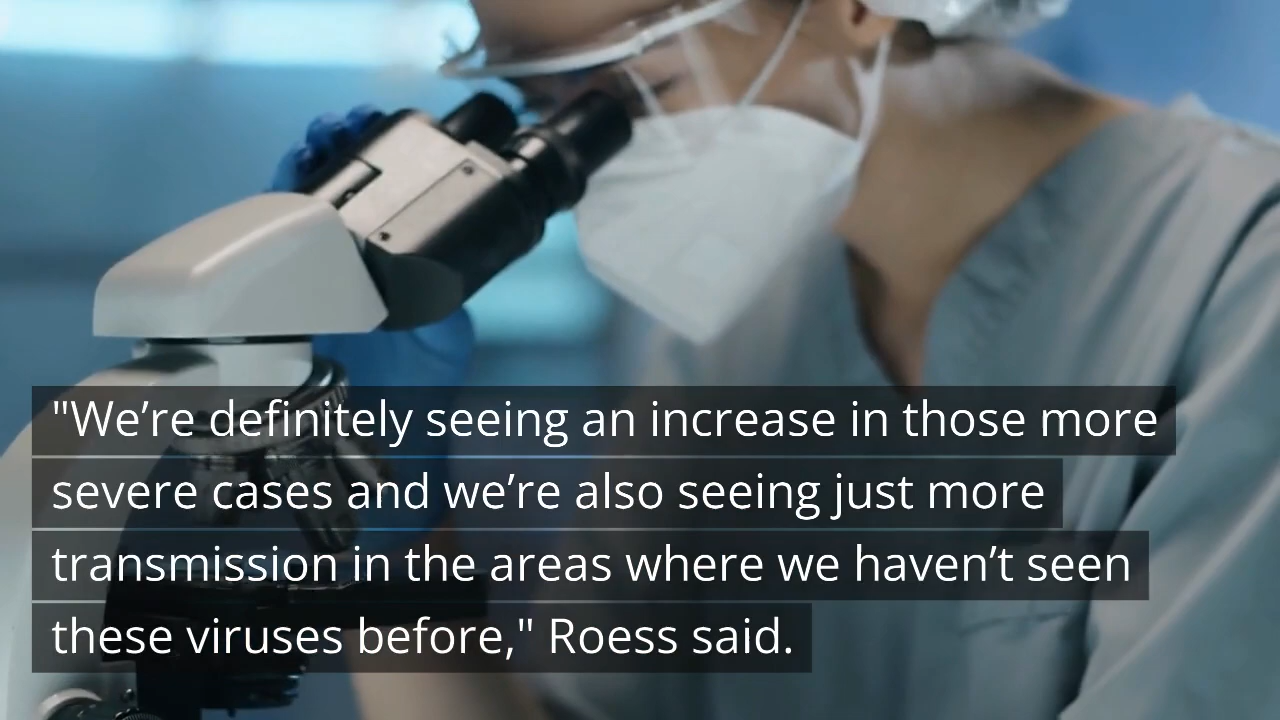 "We’re definitely seeing an increase in those more
severe cases and we’re also seeing just more
transmission in the areas where we haven’t seen
these viruses before," Roess said.